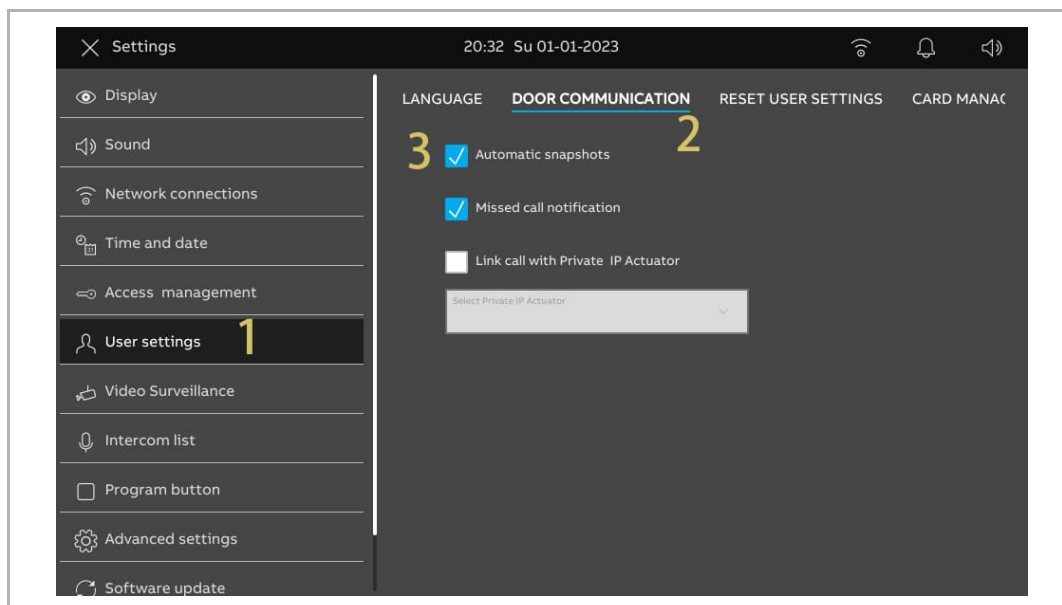 Settings
20:32 Su 01-01-2023
Display
Sound
Network connections
Time and date
31
Access management
User settings
1
Video Surveillance
Intercom list
Program button
Advanced settings
Software update
LANGUAGE DOOR COMMUNICATION RESET USER SETTINGS CARD MANAC
2
3
Automatic snapshots
Missed call notification
Link call with Private IP Actuator
Select Private IP Actuator